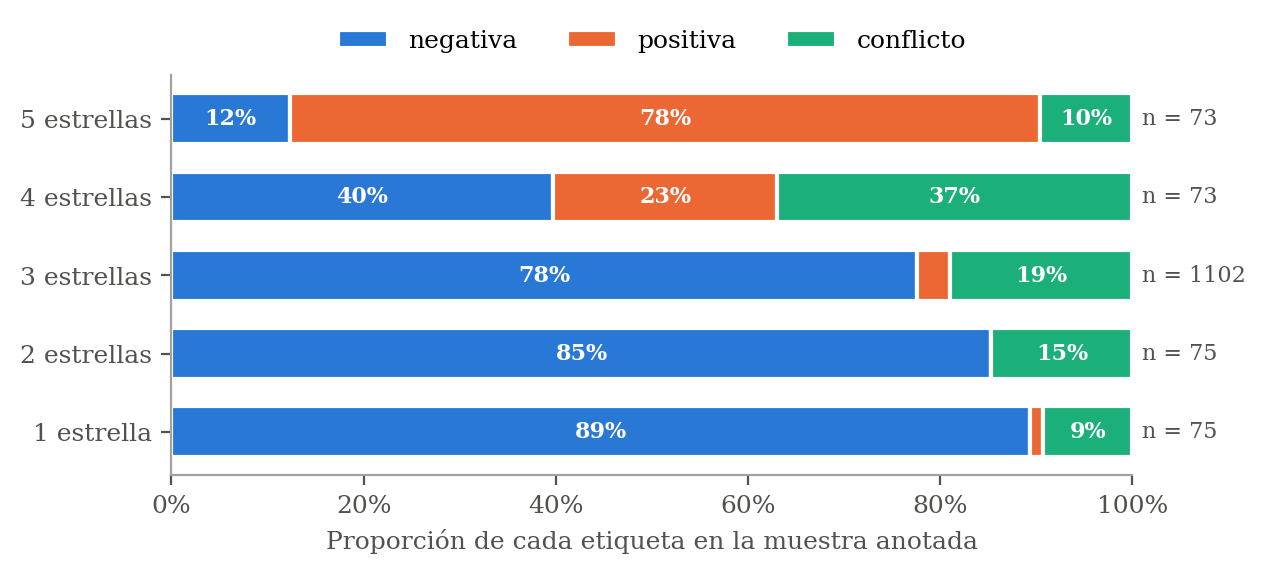 negativa positiva conflicto
5 estrellas 12% 78% 10% n = 73
4 estrellas 40% 23% 37% n = 73
3 estrellas 78% 19% n = 1102
2 estrellas 85% 15% n = 75
1 estrella 89% 9% n = 75
0% 20% 40% 60% 80% 100%
Proporción de cada etiqueta en la muestra anotada